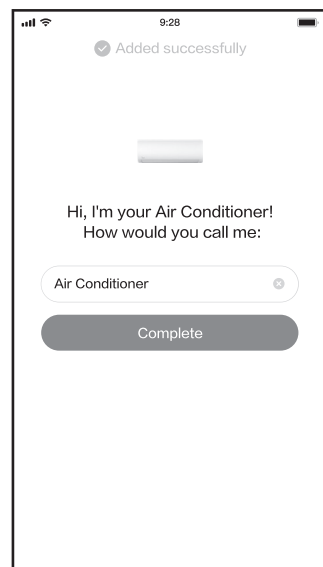 9:28
Added successfully
Hi, I'm your Air Conditioner!
How would you call me:
Air Conditioner
Complete